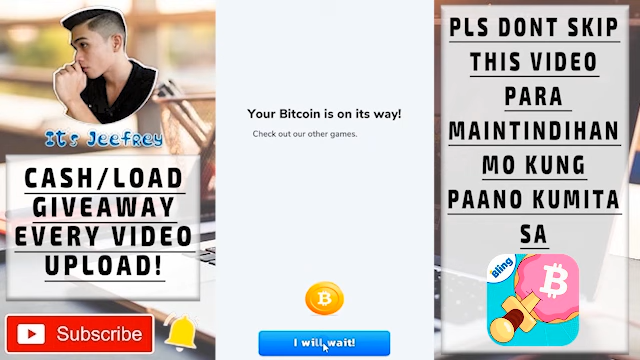 It's Jeefrey
CASH/LOAD
GIVEAWAY
EVERY VIDEO
UPLOAD!
Subscribe
Your Bitcoin is on its way!
Check out our other games.
I will wait!
PLS DONT SKIP
THIS VIDEO
PARA
MAINTINDIHAN
MO KUNG
PAANO KUMITA
SA
Bling